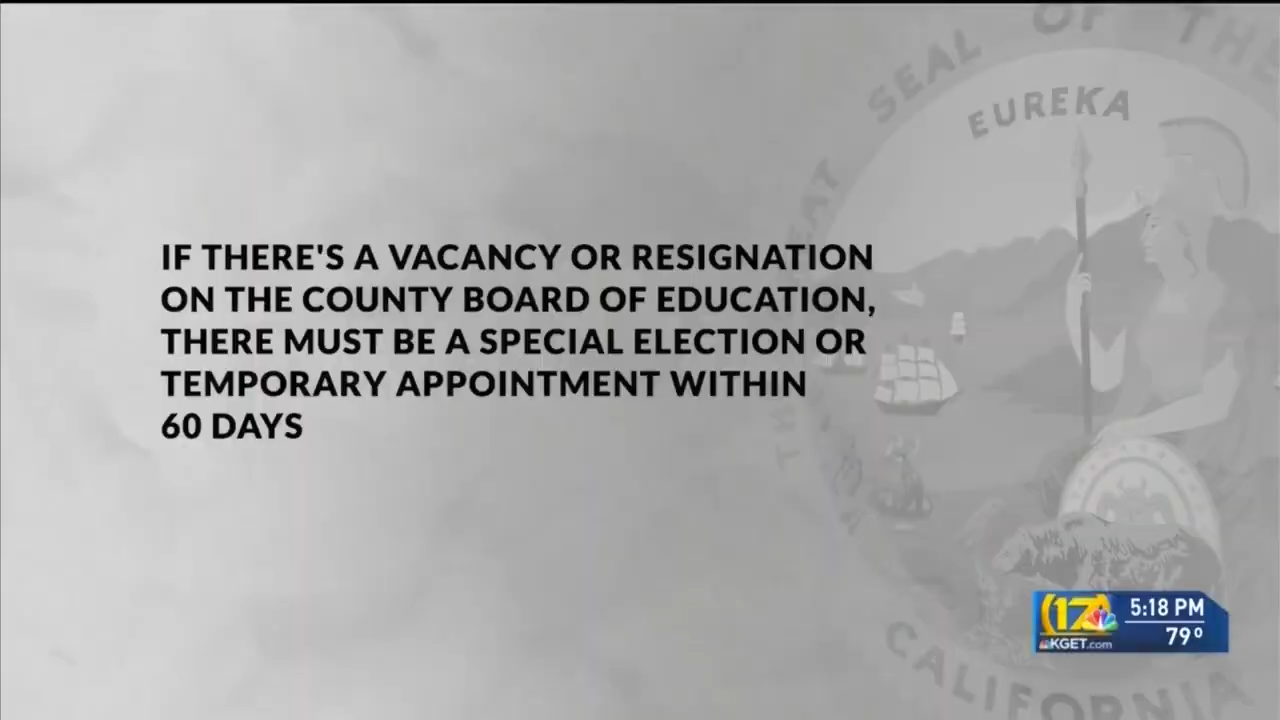 SEAL OF THE
EUREKA
IF THERE'S A VACANCY OR RESIGNATION
ON THE COUNTY BOARD OF EDUCATION,
THERE MUST BE A SPECIAL ELECTION OR
TEMPORARY APPOINTMENT WITHIN
60 DAYS
17
5:18 PM
KGET.com
79°
CALIFORNIA